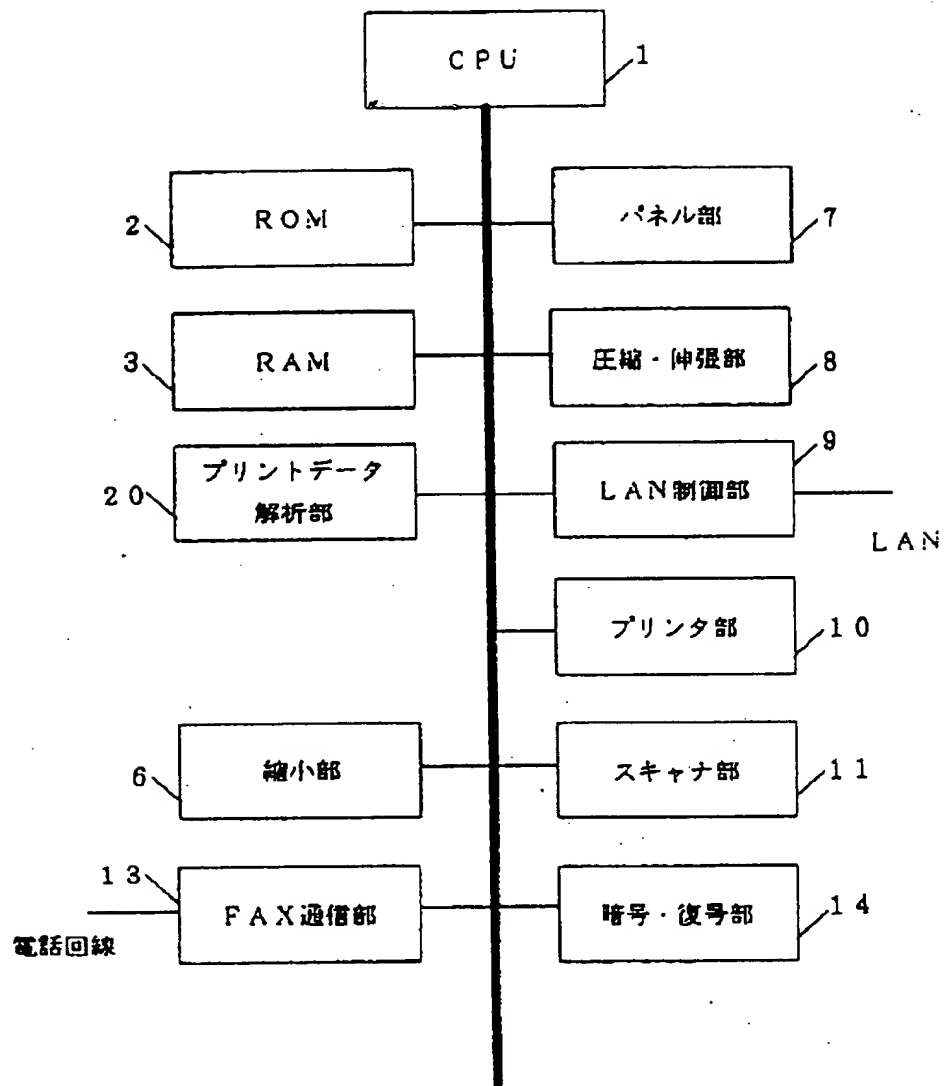 CPU
1
ROM
2
パネル部
7
RAM
3
圧縮・伸張部
8
プリントデータ
解析部
20
LAN制御部
9
LAN
プリンタ部
10
縮小部
6
スキャナ部
11
13
FAX通信部
電話回線
暗号・復号部
14